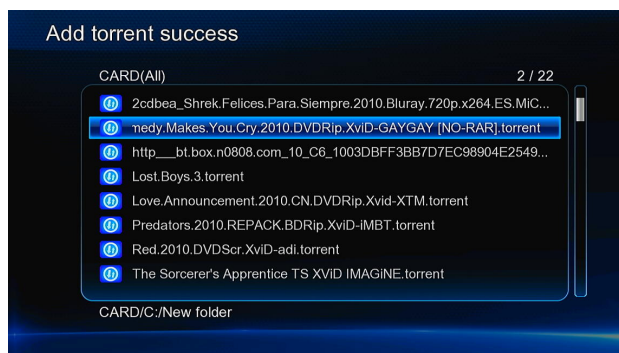 Add torrent success
CARD(All) 2 / 22
2cdbea_Shrek.Felices.Para.Siempre.2010.Bluray.720p.x264.ES.MiC...
medy.Makes.You.Cry.2010.DVDRip.XviD-GAYGAY [NO-RAR].torrent
http___bt.box.n0808.com_10_C6_1003DBFF3BB7D7EC98904E2549...
Lost.Boys.3.torrent
Love.Announcement.2010.CN.DVDRip.Xvid-XTM.torrent
Predators.2010.REPACK.BDRip.XviD-iMBT.torrent
Red.2010.DVDScr.XviD-adi.torrent
The Sorcerer's Apprentice TS XViD IMAGiNE.torrent
CARD/C:/New folder